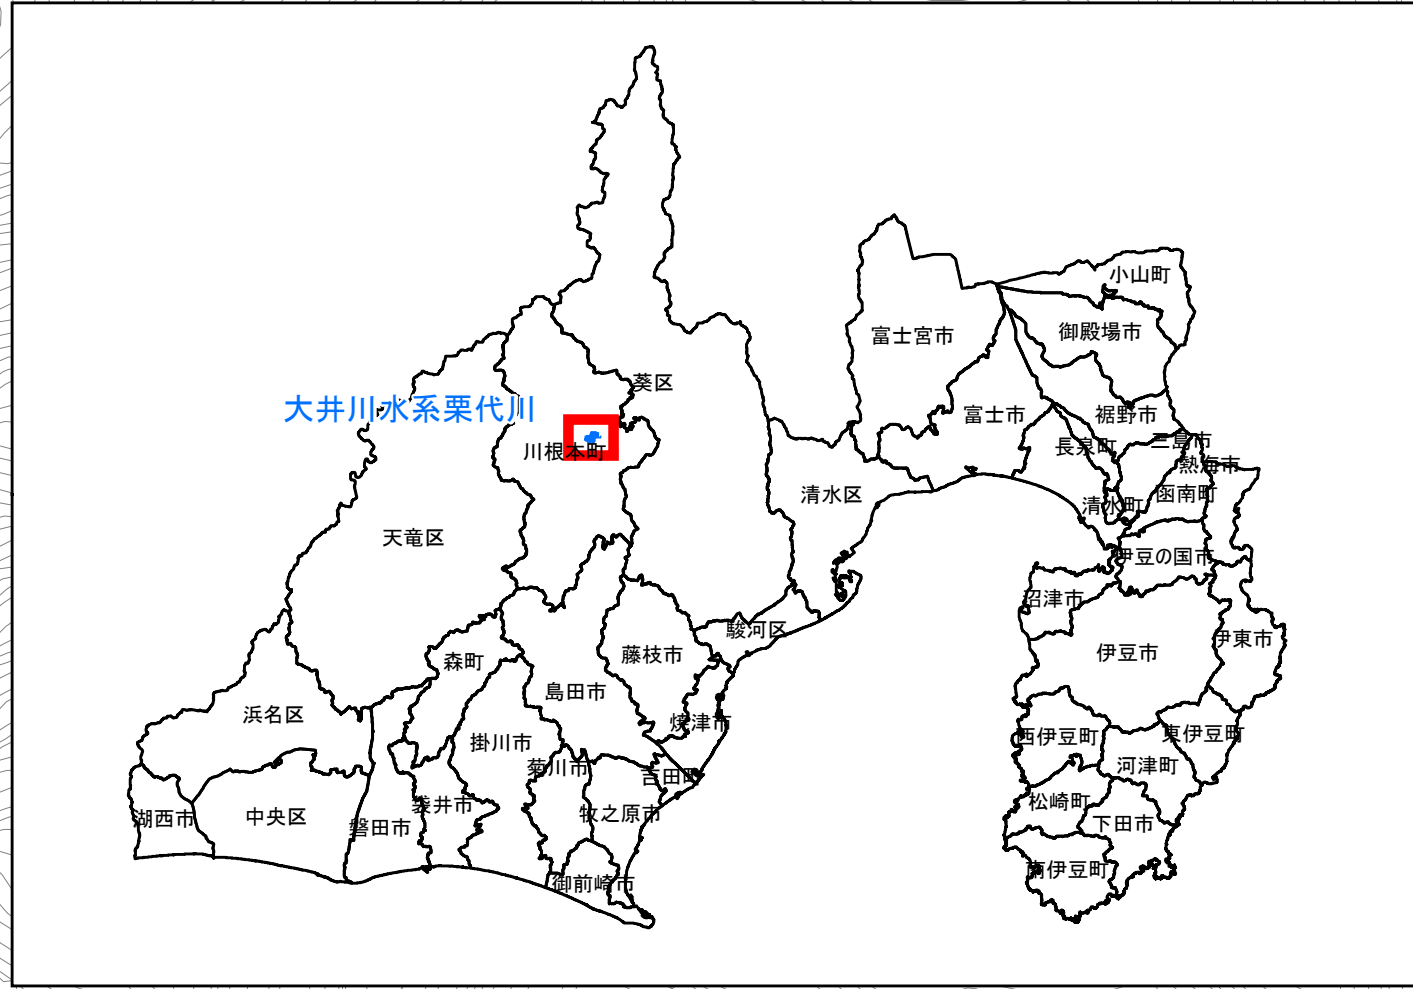 小山町
御殿場市
富士宮市
葵区
大井川水系栗代川
富士市
裾野市
三島市
長泉町
川根本町
熱海市
清水区
函南町
清水町
天竜区
伊豆の国市
沼津市
駿河区
伊東市
藤枝市
伊豆市
森町
島田市
浜名区
焼津市
東伊豆町
西伊豆町
掛川市
河津町
菊川市
吉田町
松崎町
袋井市
牧之原市
中央区
湖西市
下田市
磐田市
南伊豆町
御前崎市